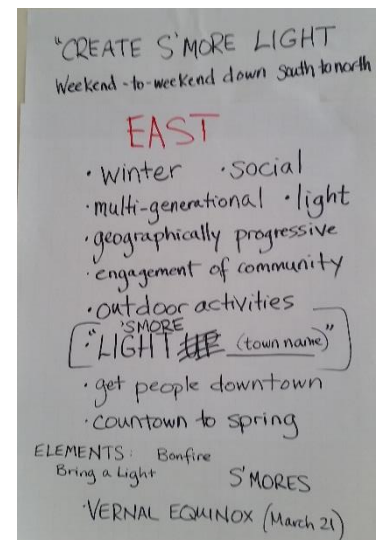 "CREATE S'MORE LIGHT
Weekend-to-weekend down south to north
EAST
· winter · social
· multi-generational · light
· geographically progressive
· engagement of community
· outdoor activities
'SMORE
· "LIGHT (town name)"
· get people downtown
· countown to spring
ELEMENTS: Bonfire
Bring a Light S'MORES
· VERNAL EQUINOX (March 21)